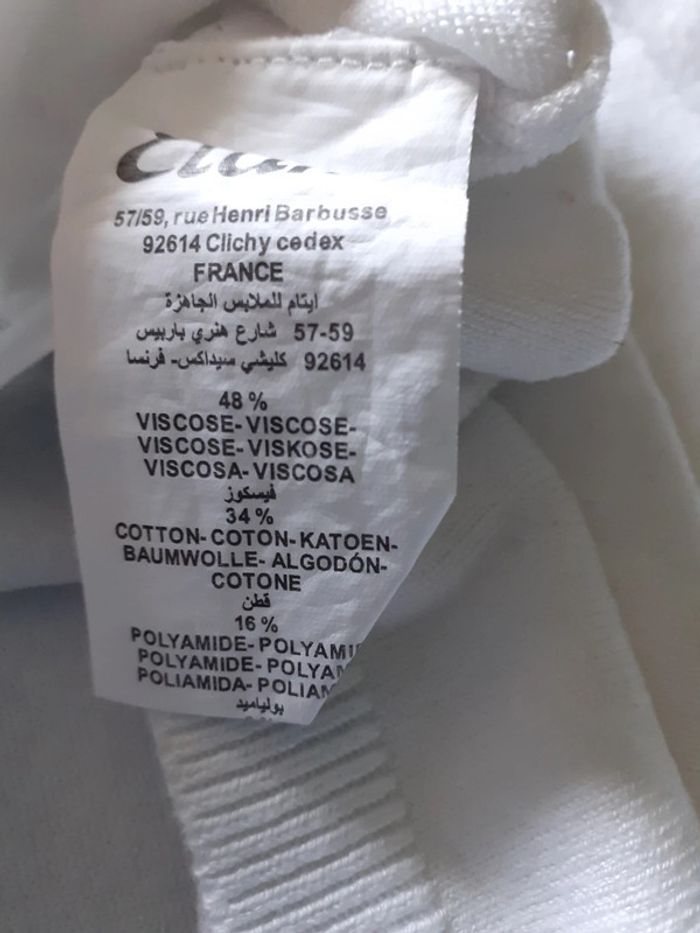 57/59, rue Henri Barbusse
92614 Clichy cedex
FRANCE
ايتام للملابس الجاهزة
57-59 شارع هنري باربيس
92614 كليشي سيداكس- فرنسا
48 %
VISCOSE- VISCOSE-
VISCOSE- VISKOSE-
VISCOSA- VISCOSA
فيسكوز
34 %
COTTON- COTON- KATOEN-
BAUMWOLLE- ALGODÓN-
COTONE
قطن
16 %
POLYAMIDE-
POLYAMIDE-
POLIAMIDA-
بولياميد